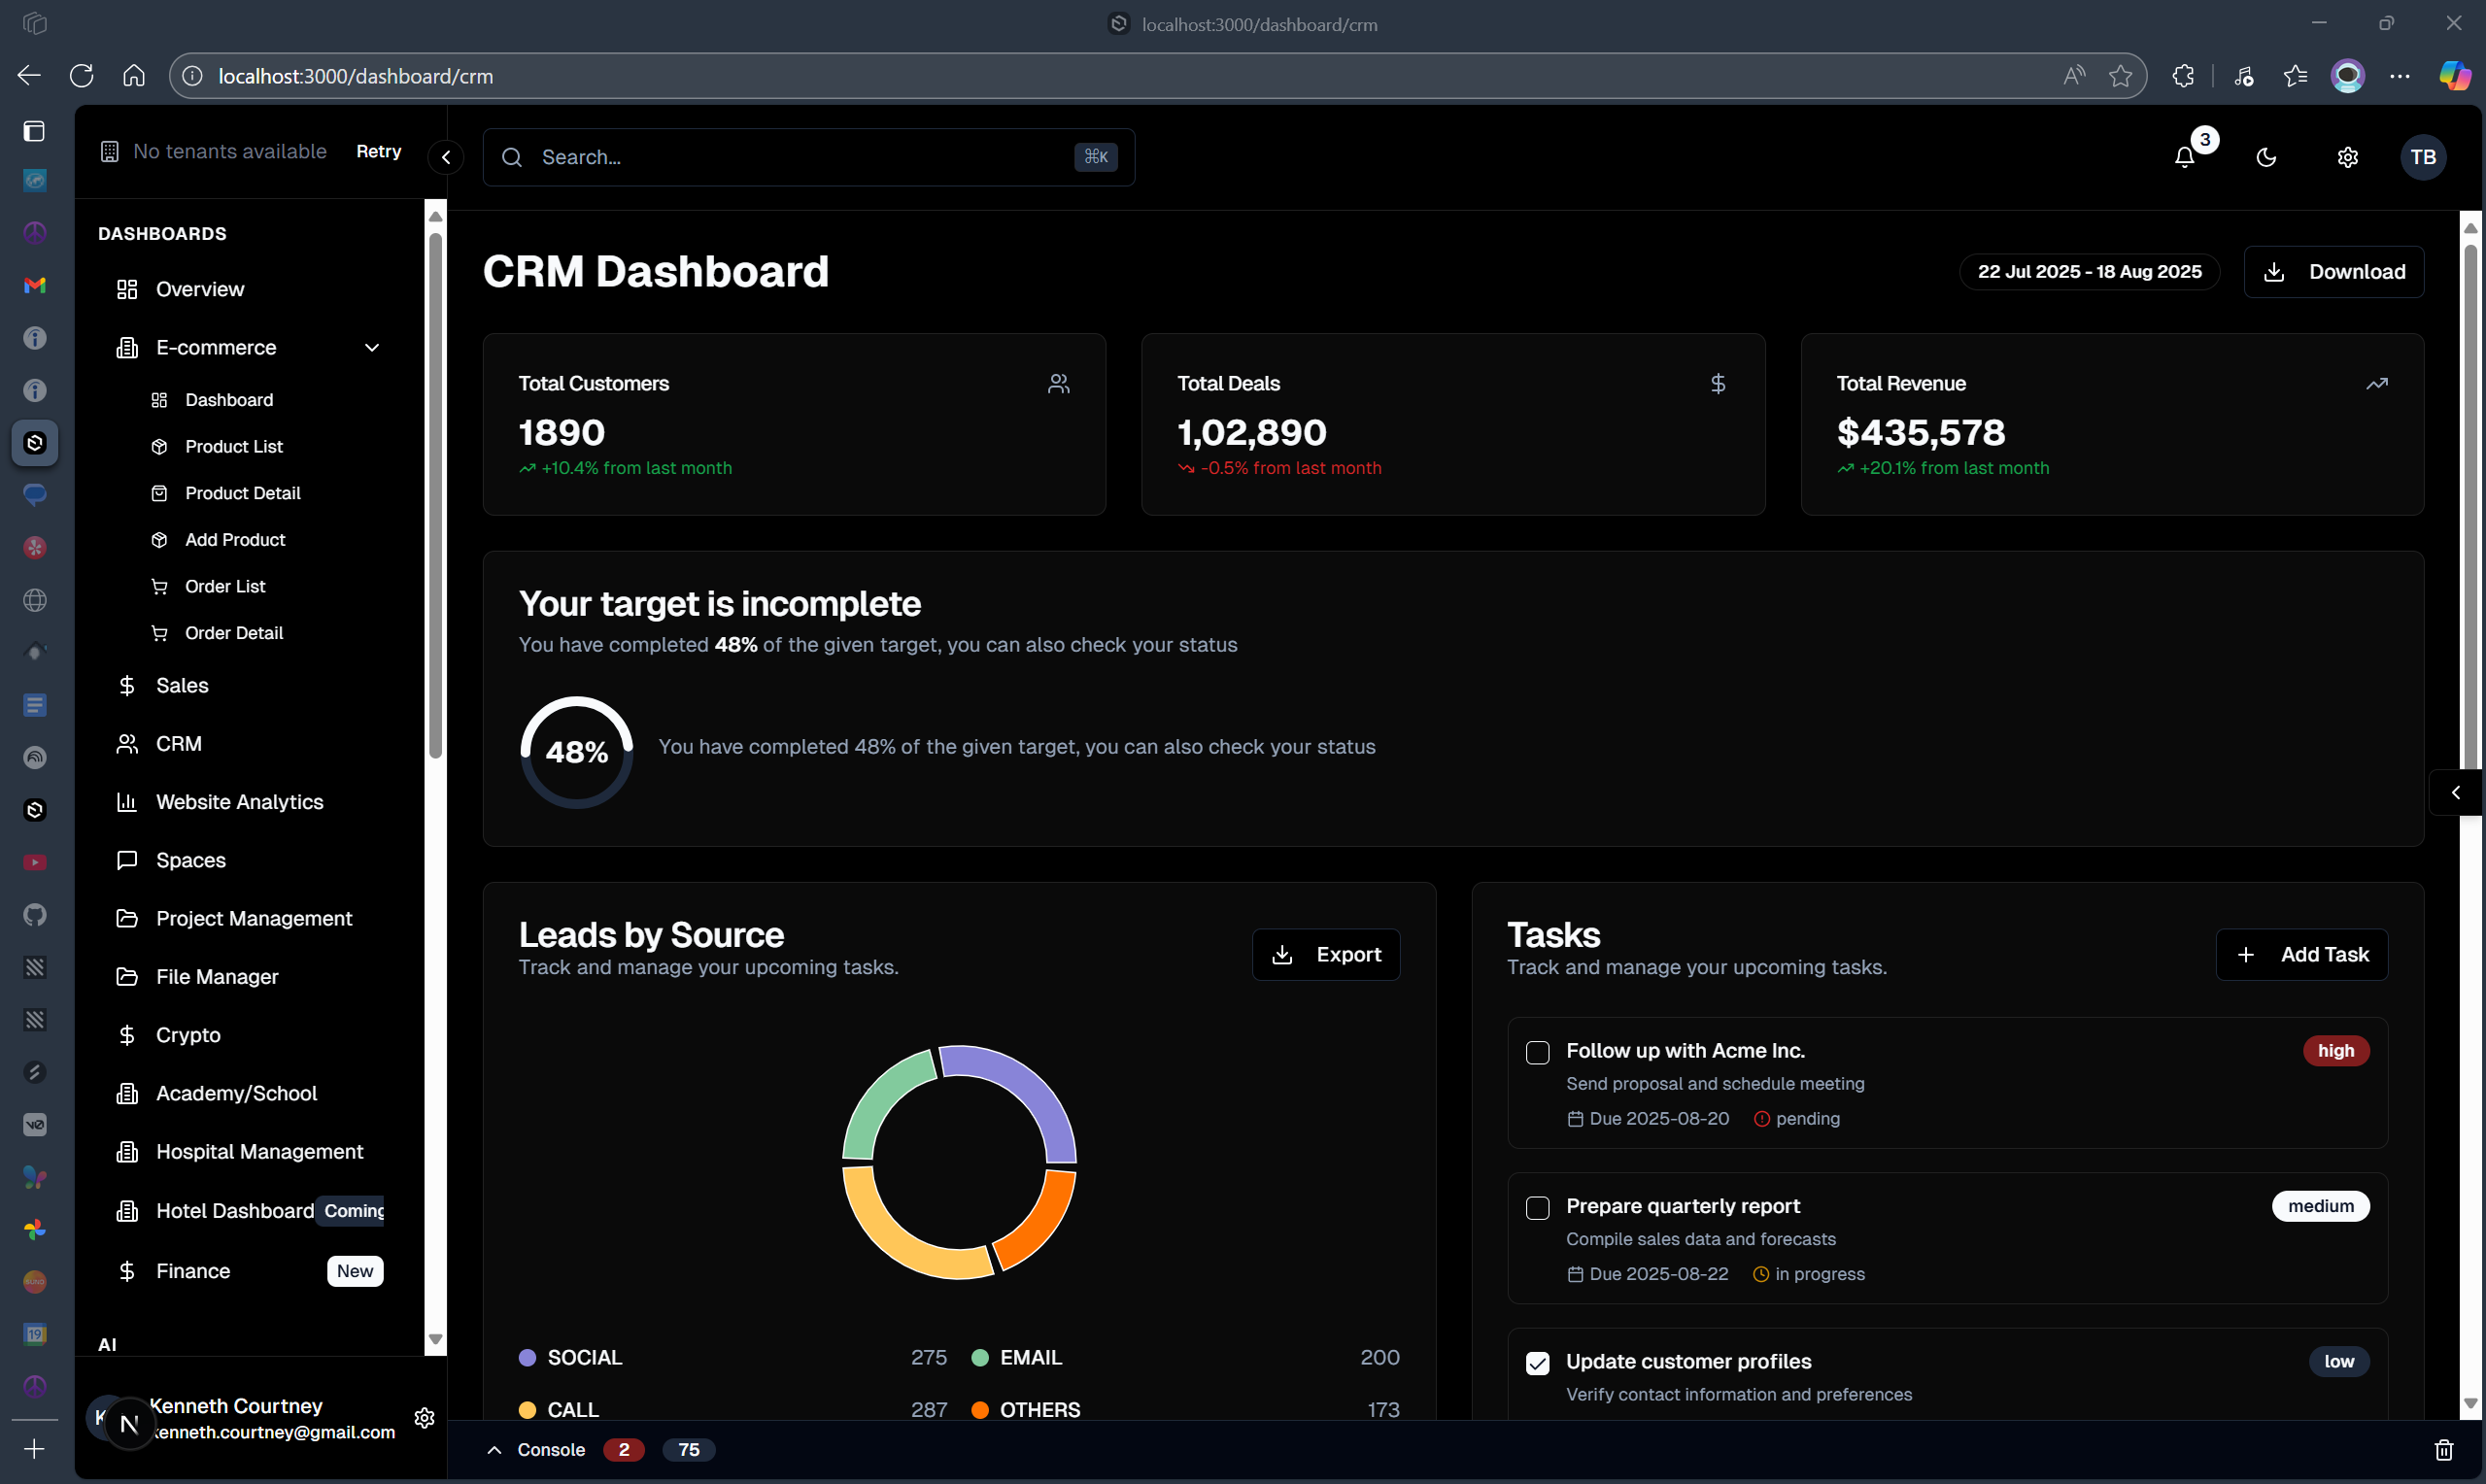 localhost:3000/dashboard/crm
localhost:3000/dashboard/crm
No tenants available
Retry
Search...
⌘K
3
TB
DASHBOARDS
Overview
E-commerce
Dashboard
Product List
Product Detail
Add Product
Order List
Order Detail
Sales
CRM
Website Analytics
Spaces
Project Management
File Manager
Crypto
Academy/School
Hospital Management
Hotel Dashboard Coming
Finance New
AI
Kenneth Courtney
kenneth.courtney@gmail.com
K
N
CRM Dashboard
22 Jul 2025 - 18 Aug 2025
Download
Total Customers
1890
+10.4% from last month
Total Deals
$
1,02,890
-0.5% from last month
Total Revenue
$435,578
+20.1% from last month
Your target is incomplete
You have completed 48% of the given target, you can also check your status
48%
You have completed 48% of the given target, you can also check your status
Leads by Source
Track and manage your upcoming tasks.
Export
SOCIAL 275
EMAIL 200
CALL 287
OTHERS 173
Tasks
Track and manage your upcoming tasks.
Add Task
Follow up with Acme Inc.
high
Send proposal and schedule meeting
Due 2025-08-20 pending
Prepare quarterly report
medium
Compile sales data and forecasts
Due 2025-08-22 in progress
Update customer profiles
low
Verify contact information and preferences
Console 2 75
v0
19